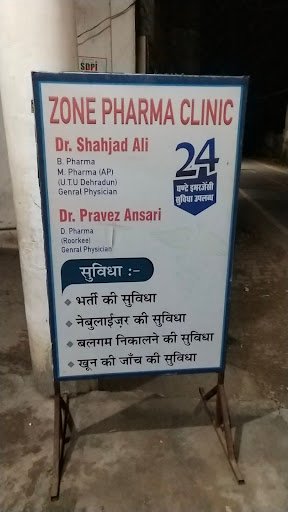 SDPI
ZONE PHARMA CLINIC
Dr. Shahjad Ali
B. Pharma
M. Pharma (AP)
(U.T.U Dehradun)
Genral Physician
24
घण्टे इमरजेंसी
सुविधा उपलब्ध
Dr. Pravez Ansari
D. Pharma
(Roorkee)
Genral Physician
सुविधा :-
भर्ती की सुविधा
नेबुलाईज़र की सुविधा
बलगम निकालने की सुविधा
खून की जाँच की सुविधा